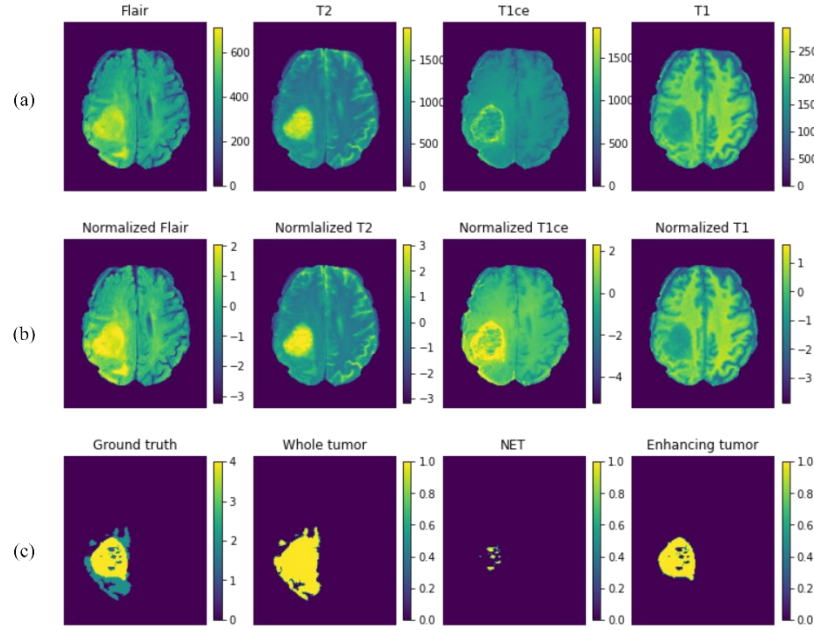 Flair T2 T1ce T1
(a)
600 400 200 0
1500 1000 500 0
1500 1000 500 0
250 200 150 100 50 0
Normalized Flair Normlalized T2 Normalized T1ce Normalized T1
(b)
2 1 0 −1 −2 −3
3 2 1 0 −1 −2 −3
2 0 −2 −4
1 0 −1 −2 −3
Ground truth Whole tumor NET Enhancing tumor
(c)
4 3 2 1 0
1.0 0.8 0.6 0.4 0.2 0.0
1.0 0.8 0.6 0.4 0.2 0.0
1.0 0.8 0.6 0.4 0.2 0.0